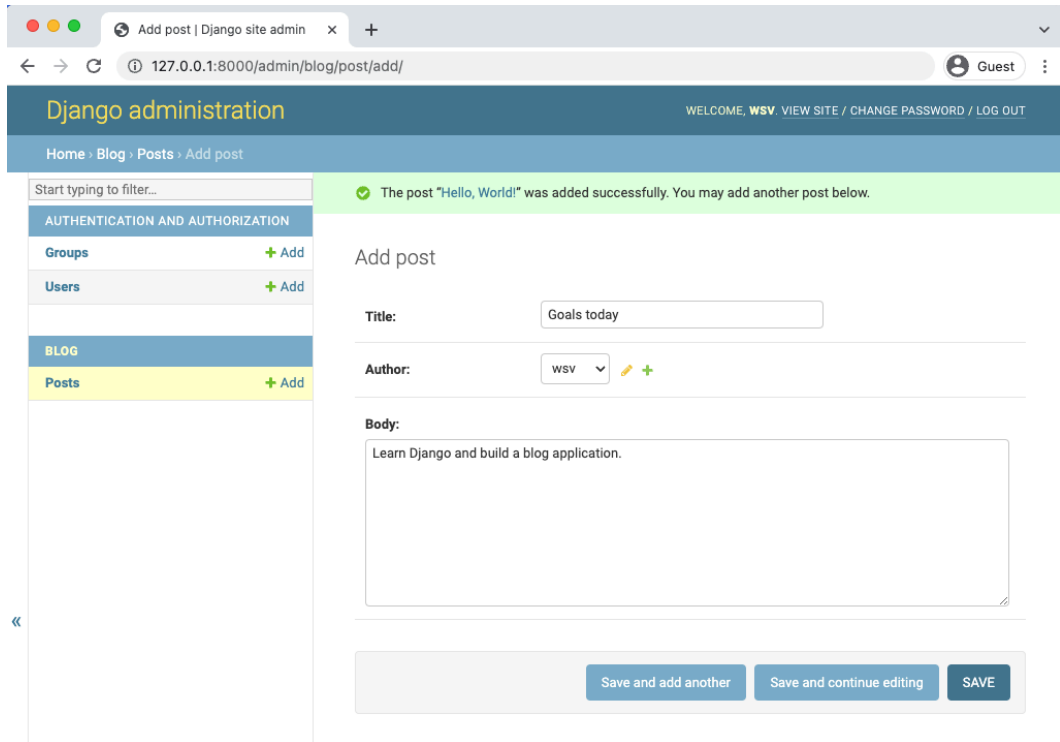 Add post | Django site admin
127.0.0.1:8000/admin/blog/post/add/
Guest
Django administration
WELCOME, WSV. VIEW SITE / CHANGE PASSWORD / LOG OUT
Home › Blog › Posts › Add post
Start typing to filter...
AUTHENTICATION AND AUTHORIZATION
Groups + Add
Users + Add
BLOG
Posts + Add
The post “Hello, World!” was added successfully. You may add another post below.
Add post
Title: Goals today
Author: wsv
Body:
Learn Django and build a blog application.
«
Save and add another Save and continue editing SAVE